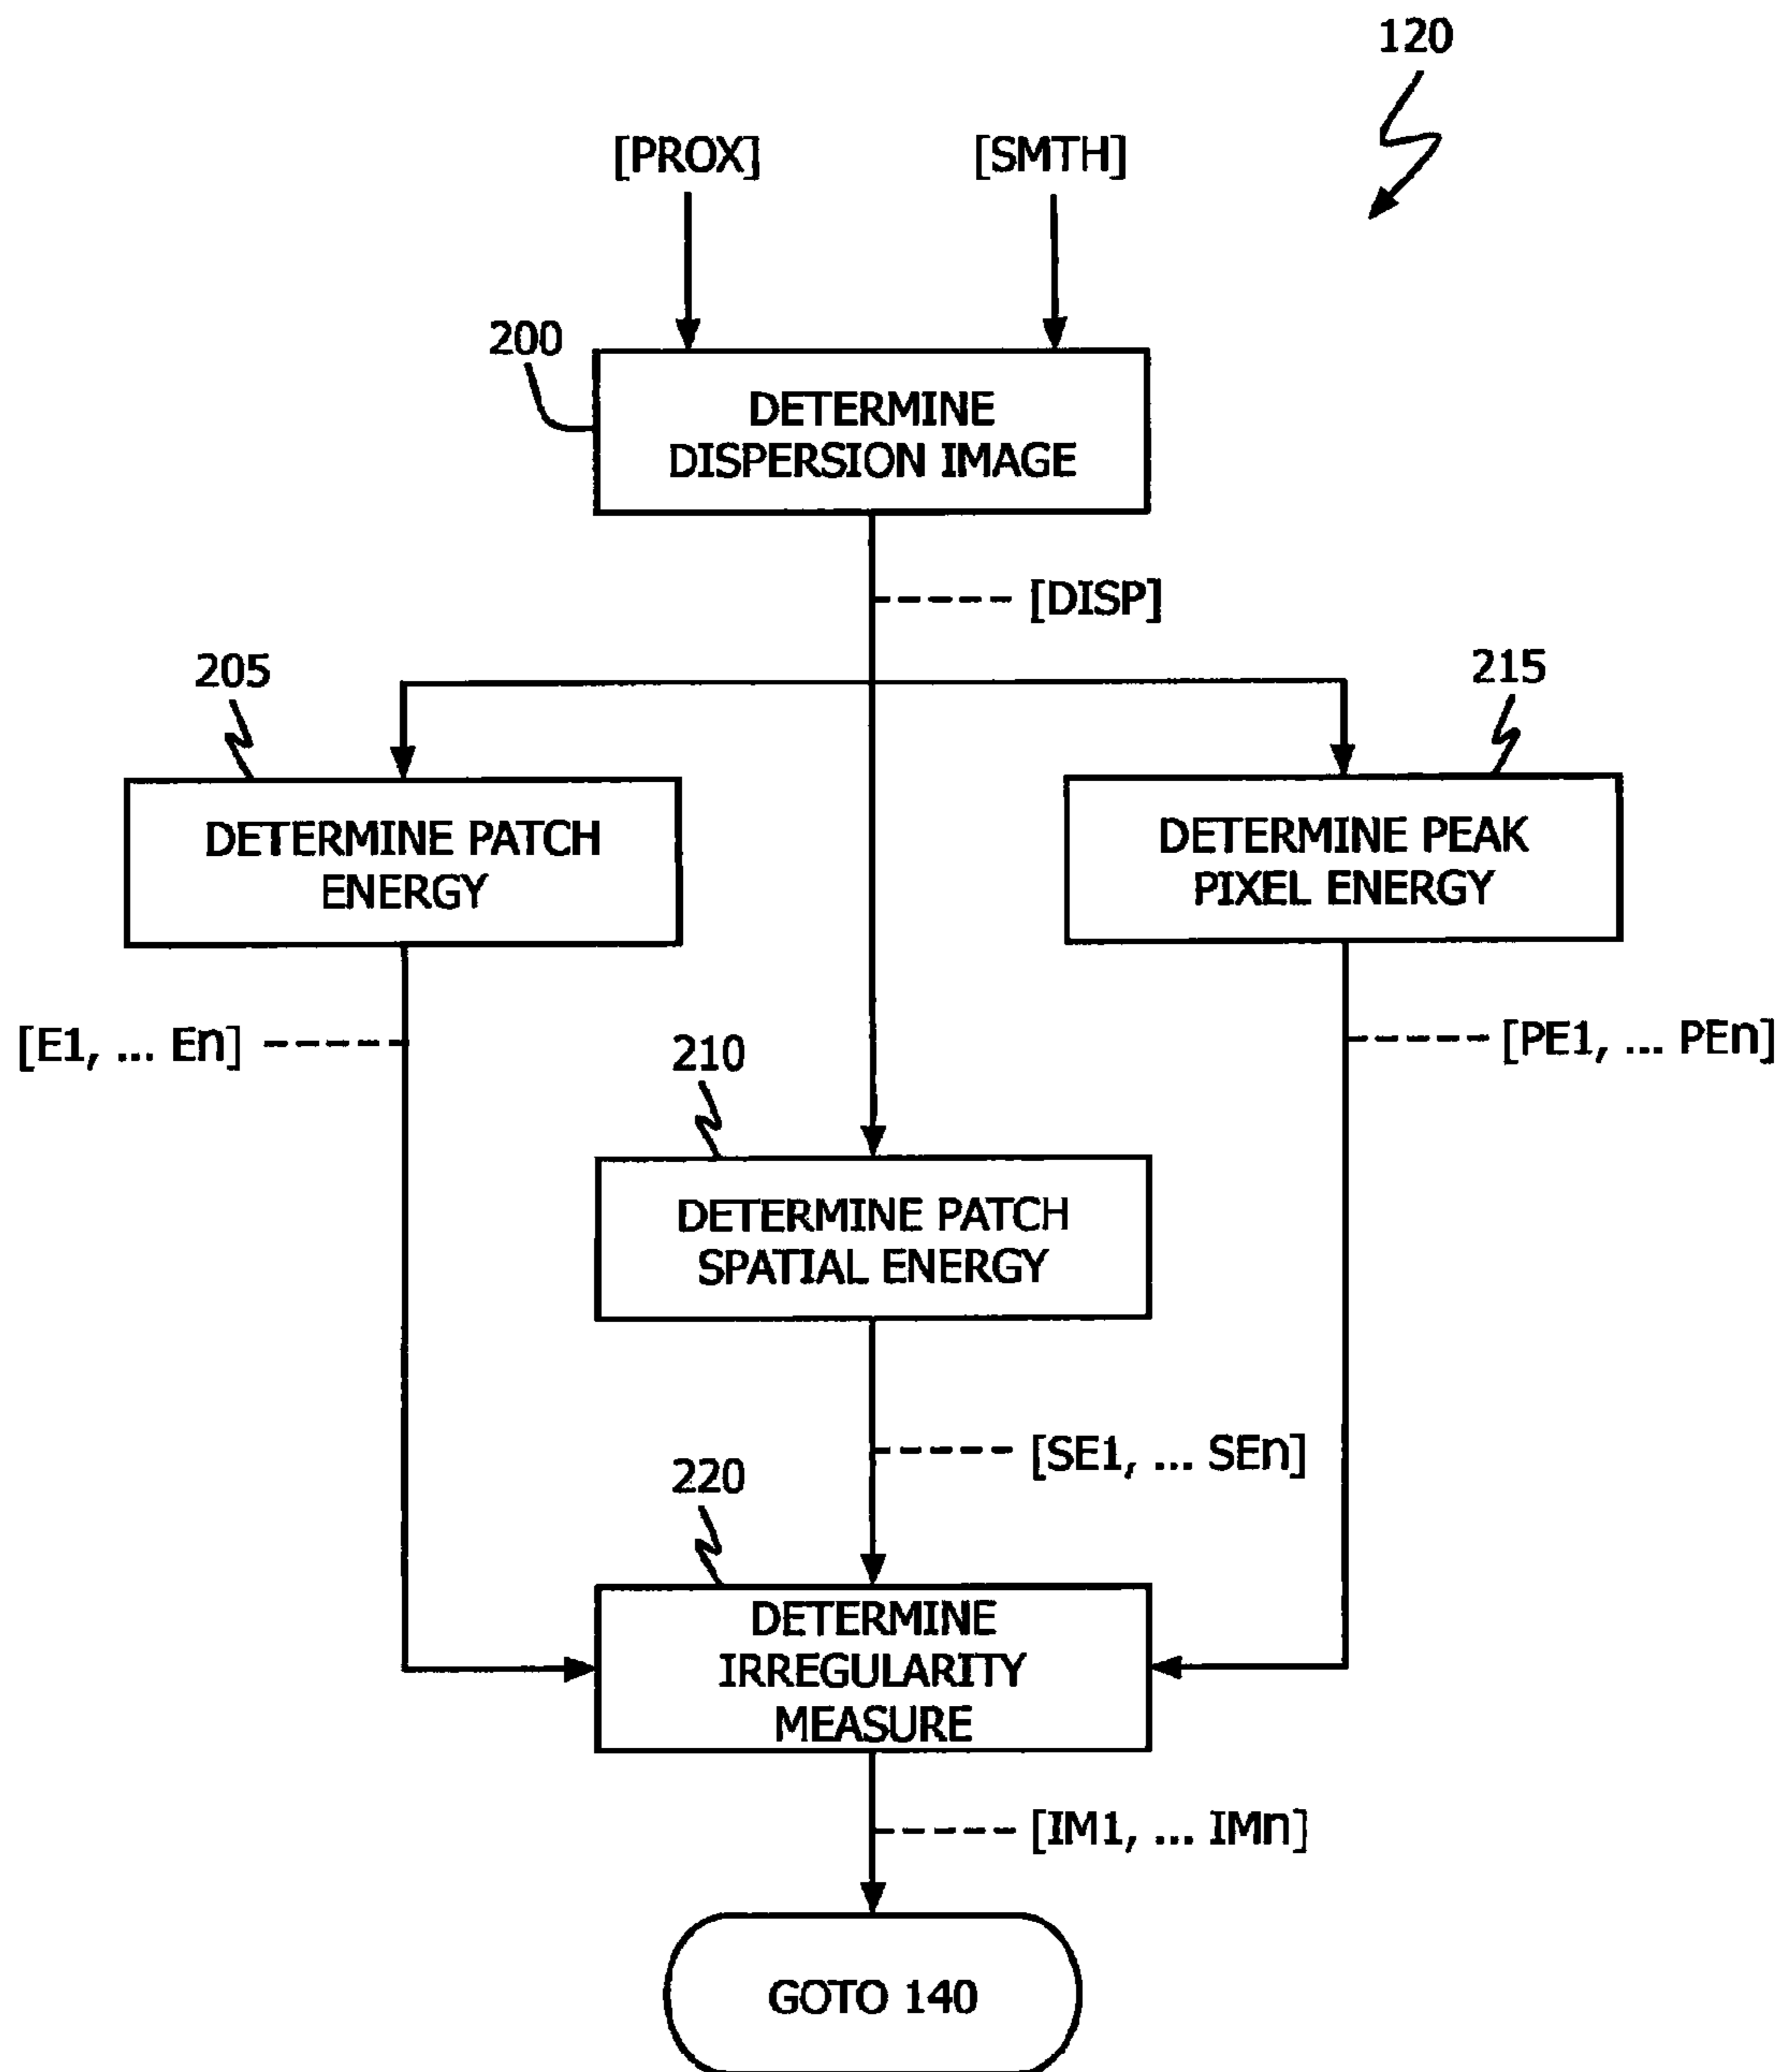 120
[PROX]
[SMTH]
200
DETERMINE
DISPERSION IMAGE
[DISP]
205
215
DETERMINE PATCH
ENERGY
DETERMINE PEAK
PIXEL ENERGY
[E1, ... En]
[PE1, ... PEn]
210
DETERMINE PATCH
SPATIAL ENERGY
[SE1, ... SEn]
220
DETERMINE
IRREGULARITY
MEASURE
[IM1, ... IMn]
GOTO 140